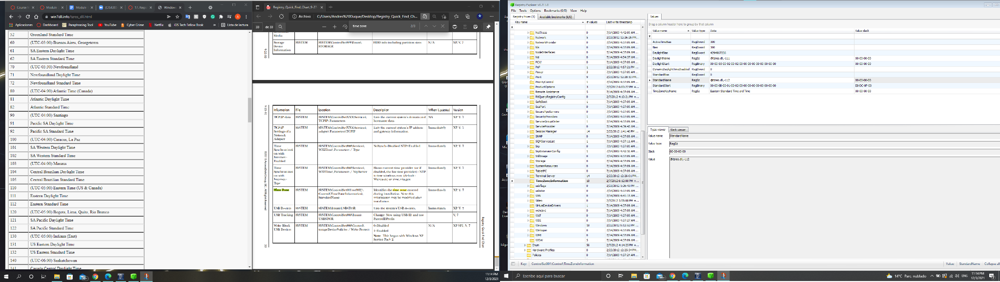 Course
Module
Module
(CIS438)
17. Reg
Window
win7dll.info/tzres_dll.html
Aplicaciones
Dashboard
Paraphrasing Tool
YouTube
Cyber Crime
Netflix
iOS Tech Fellow Book
Lista de lectura
52 Greenland Standard Time
60 (UTC-03:00) Buenos Aires, Georgetown
61 SA Eastern Daylight Time
62 SA Eastern Standard Time
70 (UTC-03:30) Newfoundland
71 Newfoundland Daylight Time
72 Newfoundland Standard Time
80 (UTC-04:00) Atlantic Time (Canada)
81 Atlantic Daylight Time
82 Atlantic Standard Time
90 (UTC-04:00) Santiago
91 Pacific SA Daylight Time
92 Pacific SA Standard Time
100 (UTC-04:00) Caracas, La Paz
101 SA Western Daylight Time
102 SA Western Standard Time
103 (UTC-04:00) Manaus
104 Central Brazilian Daylight Time
105 Central Brazilian Standard Time
110 (UTC-05:00) Eastern Time (US & Canada)
111 Eastern Daylight Time
112 Eastern Standard Time
120 (UTC-05:00) Bogota, Lima, Quito, Rio Branco
121 SA Pacific Daylight Time
122 SA Pacific Standard Time
130 (UTC-05:00) Indiana (East)
131 US Eastern Daylight Time
132 US Eastern Standard Time
140 (UTC-06:00) Saskatchewan
141 Canada Central Daylight Time
Registry_Quick_Find_Chart_9-27
Archivo
C:/Users/Andres%20Duque/Desktop/Registry_Quick_Find_Ch...
33 de 33
time zone 2/3
Media
Storage Device Information SYSTEM SYSTEM\ControlSet###\Enum\ STORAGE HDD info including partition sizes N/A XP, V, 7
9-25-10
Information File Location Description When Updated Version
TCP\IP data SYSTEM SYSTEM\ControlSetXXX\Services\ TCPIP\Parameters Lists the current system's domain and hostname data NA XP, V, 7
TCP\IP Settings of a Network Adapter SYSTEM SYSTEM\ControlSetXXX\Services\ adapter\Parameters\TCPIP Lists the current system's IP address and gateway information. Immediately XP, V, 7
Time Synchronization with Internet - Enabled SYSTEM SYSTEM\ControlSet###\Services\ W32Time\Parameters / Type NoSynch=Disabled NTP=Enabled Immediately XP, V, 7
Time Synchronization with Internet - Type SYSTEM SYSTEM\ControlSet###\Services\ W32Time\Parameters / NtpServer Shows current time provider (or if disabled, the last time provider) - NTP is time.windows.com (default - Microsoft) or time.nist.gov Immediately XP, V, 7
Time Zone SYSTEM SYSTEM\ControlSet001(or002)\ Control\TimeZoneInformation\ StandardName Identifies the time zone entered during installation. Note this information may be modified after installation. Immediately XP, V, 7
USB Devices SYSTEM SYSTEM\Enum\USBSTOR Lists the system's USB devices. Immediately XP, V, 7
USB Tracking SYSTEM SYSTEM\ControlSet###\Enum\ USBSTOR Change: Now using USB ID and not ParentIDPrefix V, 7
Write Block USB Devices SYSTEM SYSTEM\ControlSet###\Control\ StorageDevicePolicies / Write Protect 0=Disabled 1=Enabled Note: This began with Windows XP Service Pack 2. N/A XP SP2, V, 7
Registry Quick Find Chart
33
11:14 PM
12/3/2021
Registry Explorer v0.7.1.0
File Tools Options Bookmarks (6/0) View Help
Registry hives (1) Available bookmarks (6/0)
Key name # values Last write timestamp
NetTrace 0 7/14/2009 4:42:09 AM ...
Network 5 2/23/2012 12:26:25 PM...
NetworkProvider 0 7/14/2009 4:37:09 AM ...
Nls 0 7/14/2009 4:37:09 AM ...
NodeInterfaces 0 7/14/2009 4:37:09 AM ...
Nsi 0 7/14/2009 4:54:37 AM ...
PCW 0 7/14/2009 4:37:09 AM ...
PnP 1 2/22/2012 4:57:21 PM ...
Power 3 7/14/2009 4:37:09 AM ...
Print 9 2/23/2012 12:28:10 PM...
PriorityControl 1 7/14/2009 4:37:09 AM ...
ProductOptions 3 2/7/2012 6:00:22 PM +...
Remote Assistance 5 7/14/2009 4:37:09 AM ...
RtlQueryRegistryConfig 0 2/7/2012 4:10:21 PM +...
SafeBoot 1 7/14/2009 4:37:09 AM ...
ScsiPort 0 7/14/2009 4:37:09 AM ...
SecurePipeServers 0 7/14/2009 4:37:09 AM ...
SecurityProviders 1 7/14/2009 4:37:09 AM ...
ServiceGroupOrder 1 7/14/2009 4:37:09 AM ...
ServiceProvider 0 7/14/2009 4:39:42 AM ...
Session Manager 14 2/22/2012 1:41:46 PM ...
SNMP 0 7/14/2009 4:37:09 AM ...
SQMServiceList 1 7/14/2009 4:37:11 AM ...
Srp 0 7/14/2009 4:37:09 AM ...
SrpExtensionConfig 1 7/14/2009 4:42:10 AM ...
StillImage 0 7/14/2009 4:37:09 AM ...
Storage 0 7/14/2009 4:37:09 AM ...
SystemResources 0 7/14/2009 4:37:09 AM ...
TabletPC 0 7/14/2009 4:37:09 AM ...
Terminal Server 14 2/23/2012 12:26:01 PM...
TimeZoneInformation 10 2/7/2012 6:12:00 PM +...
usbflags 0 2/23/2012 1:26:43 PM...
usbstor 0 7/14/2009 4:37:09 AM ...
VAN 0 7/14/2009 4:41:15 AM ...
Video 0 2/7/2012 5:58:08 PM +...
VirtualDeviceDrivers 1 7/14/2009 4:37:09 AM ...
wcncsvc 0 7/14/2009 4:37:09 AM ...
Wdf 0 7/14/2009 4:37:09 AM ...
WDI 0 7/14/2009 4:37:27 AM ...
Windows 10 2/22/2012 9:12:52 PM ...
Winlogon 0 7/14/2009 4:37:09 AM ...
WMI 0 7/14/2009 4:37:09 AM ...
WOW 5 7/14/2009 4:37:09 AM ...
Enum 56 2/7/2012 4:14:25 PM +...
Hardware Profiles 0 2/23/2012 12:25:34 PM...
Policies 0 7/14/2009 4:37:24 AM ...
Key: ControlSet001\Control\TimeZoneInformation
Values
Drag a column header here to group by that column
Value name Value type Data Value slack
ActiveTimeBias RegDword 300
Bias RegDword 300
DaylightBias RegDword 4294967236
DaylightName RegSz @tzres.dll,-111 00-00-00-00
DaylightStart RegBinary 00-00-03-00-02-00-02-00-00-00-00-00-00-00-00-00 00-00-00-00
DynamicDaylightTimeDisabled RegDword 0
StandardBias RegDword 0
StandardName RegSz @tzres.dll,-112 00-00-00-00
StandardStart RegBinary 00-00-0B-00-01-00-02-00-00-00-00-00-00-00-00-00 E8-DC-0F-00
TimeZoneKeyName RegSz Eastern Standard Time ard Time 00-00-00-00
Type viewer Slack viewer
Value name StandardName
Value type RegSz
Slack 00-00-00-00
Value @tzres.dll,-112
Value: StandardName Collapse all
Escribe aquí para buscar
14°C Parc. nublado
ENG
11:14 PM
12/3/2021